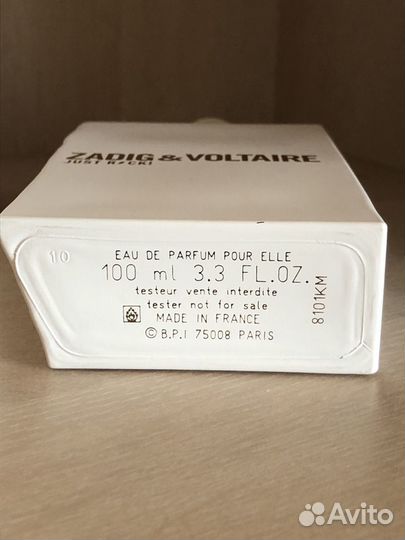 ZADIG & VOLTAIRE
JUST ROCK!
10
EAU DE PARFUM POUR ELLE
100 ml 3.3 FL.OZ.
testeur vente interdite
tester not for sale
MADE IN FRANCE
© B.P.I 75008 PARIS
8101KM
Avito